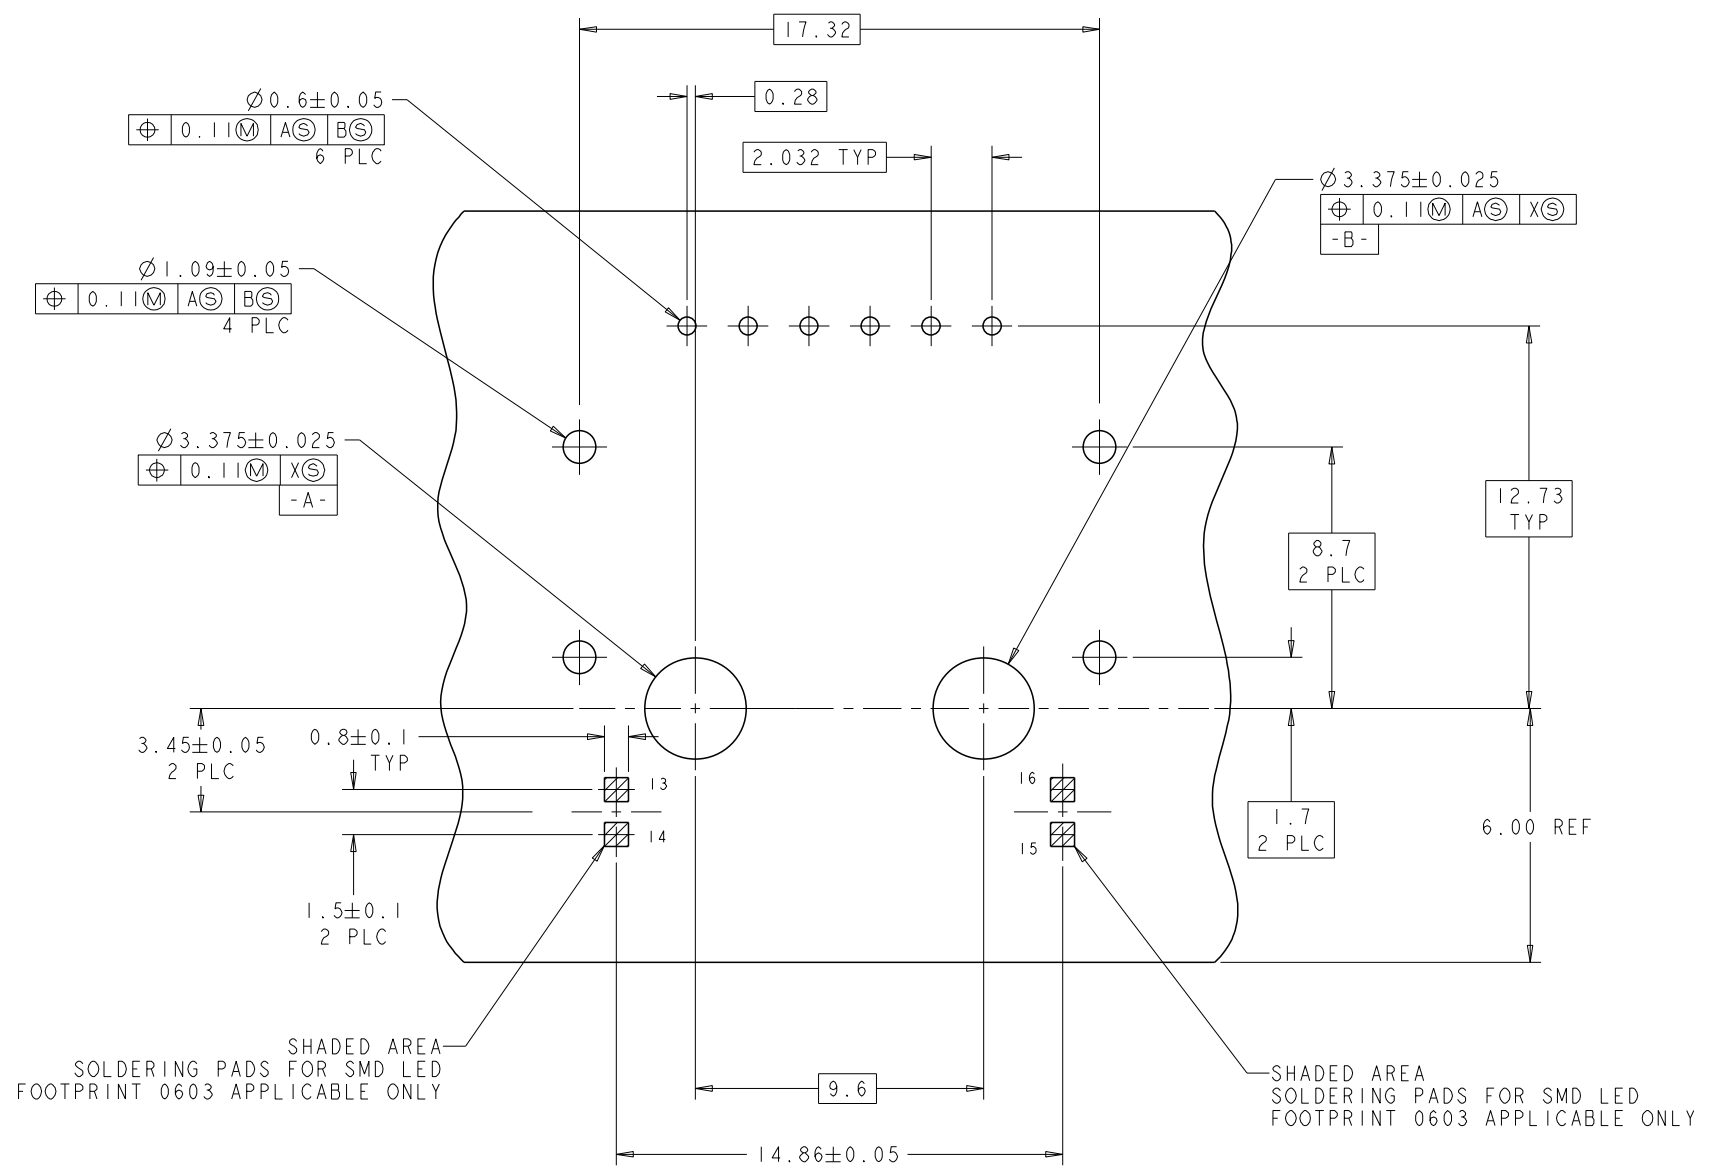 17.32
0.28
Ø0.6±0.05
⌖ 0.11Ⓜ AⓈ BⓈ
6 PLC
2.032 TYP
Ø3.375±0.025
⌖ 0.11Ⓜ AⓈ XⓈ
-B-
Ø1.09±0.05
⌖ 0.11Ⓜ AⓈ BⓈ
4 PLC
Ø3.375±0.025
⌖ 0.11Ⓜ XⓈ
-A-
12.73
TYP
8.7
2 PLC
3.45±0.05
2 PLC
0.8±0.1
TYP
13
14
16
15
1.7
2 PLC
6.00 REF
1.5±0.1
2 PLC
SHADED AREA
SOLDERING PADS FOR SMD LED
FOOTPRINT 0603 APPLICABLE ONLY
SHADED AREA
SOLDERING PADS FOR SMD LED
FOOTPRINT 0603 APPLICABLE ONLY
9.6
14.86±0.05